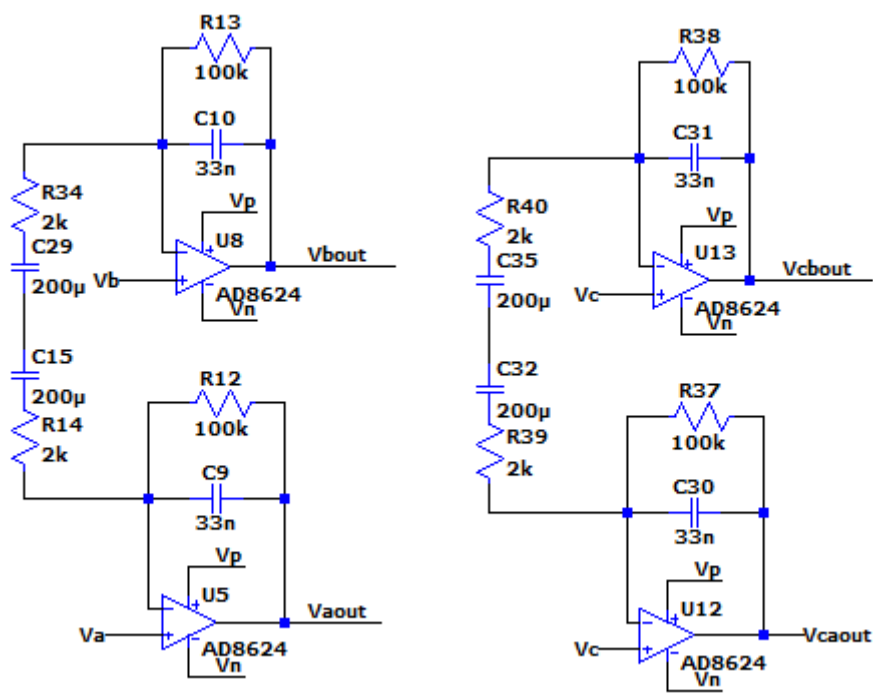 R13
100k
C10
33n
R34
2k
C29
200µ
Vp
U8
Vb
Vbout
AD8624
Vn
C15
200µ
R14
2k
R12
100k
C9
33n
Vp
U5
Va
Vaout
AD8624
Vn
R38
100k
C31
33n
R40
2k
C35
200µ
Vp
U13
Vc
Vcbout
AD8624
Vn
C32
200µ
R39
2k
R37
100k
C30
33n
Vp
U12
Vc
Vcaout
AD8624
Vn